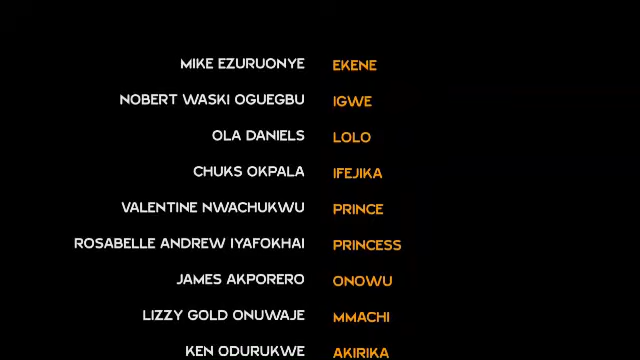 MIKE EZURUONYE EKENE
NOBERT WASKI OGUEGBU IGWE
OLA DANIELS LOLO
CHUKS OKPALA IFEJIKA
VALENTINE NWACHUKWU PRINCE
ROSABELLE ANDREW IYAFOKHAI PRINCESS
JAMES AKPORERO ONOWU
LIZZY GOLD ONUWAJE MMACHI
KEN ODURUKWE AKIRIKA